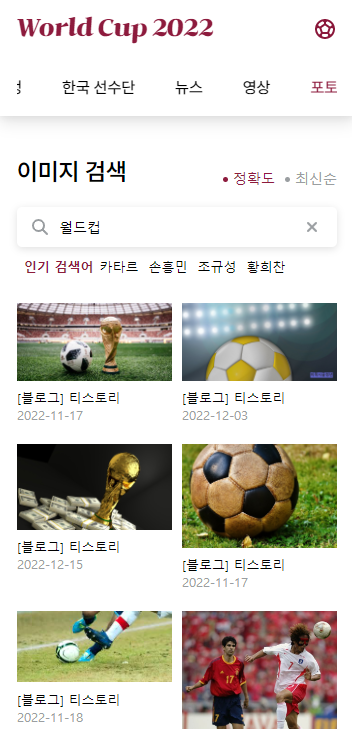 World Cup 2022
한국 선수단 뉴스 영상 포토
이미지 검색
정확도 최신순
월드컵
인기 검색어 카타르 손흥민 조규성 황희찬
[블로그] 티스토리
2022-11-17
[블로그] 티스토리
2022-12-03
[블로그] 티스토리
2022-12-15
[블로그] 티스토리
2022-11-17
[블로그] 티스토리
2022-11-18
17
7